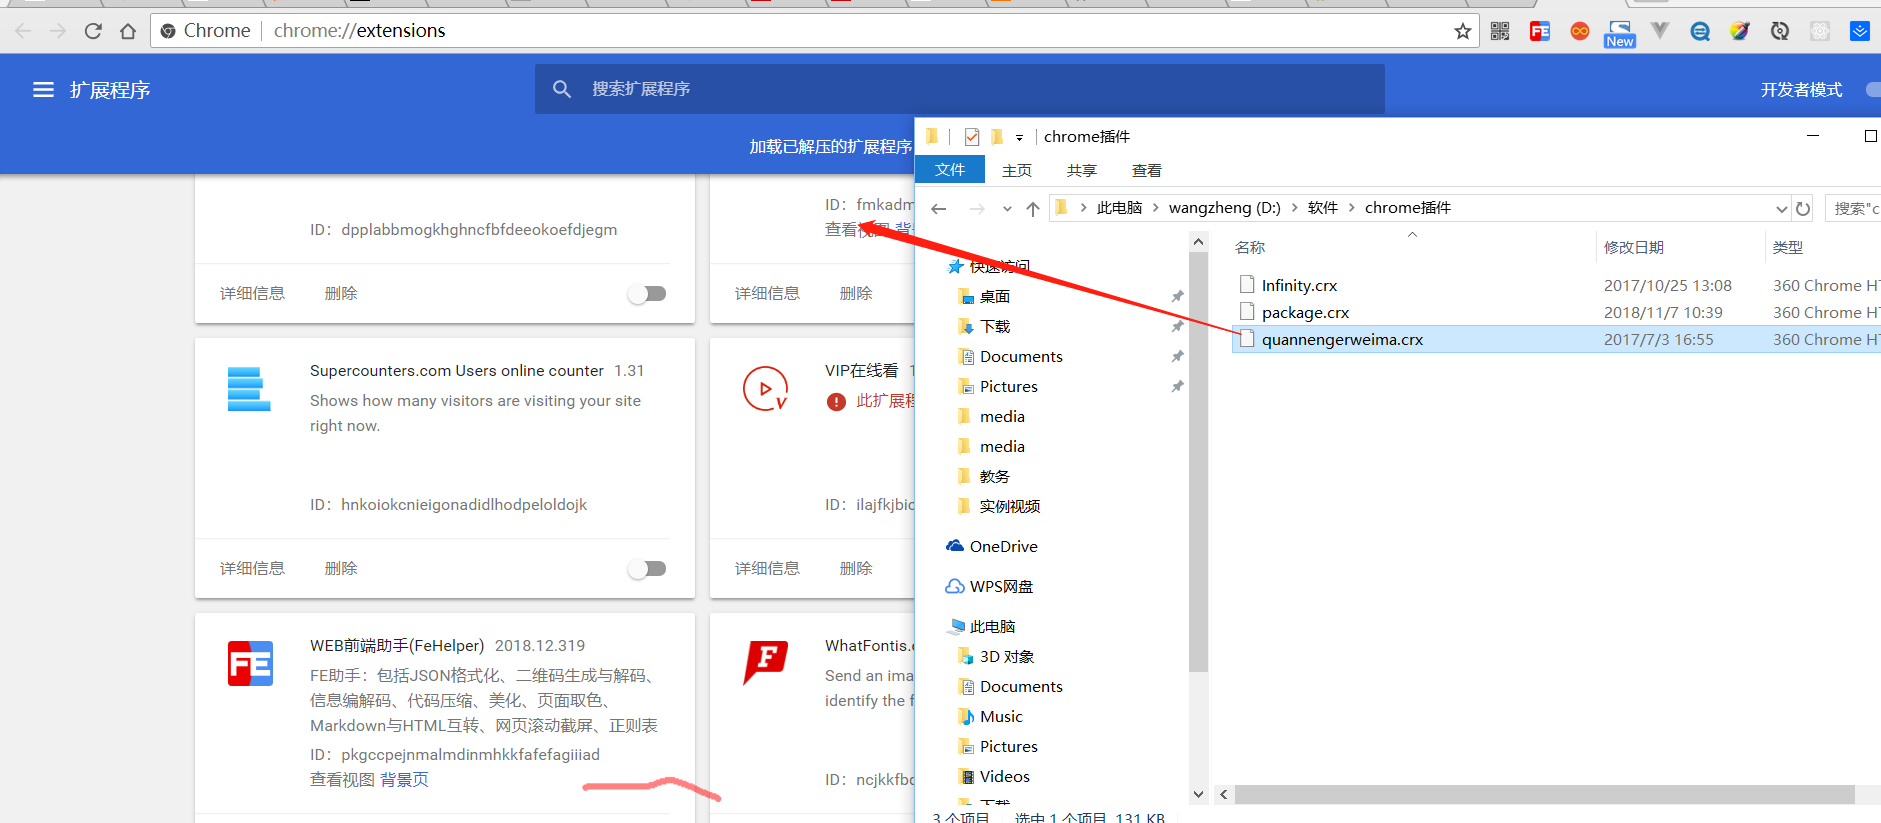 Chrome chrome://extensions
New
扩展程序
搜索扩展程序
开发者模式
加载已解压的扩展程序
ID: dpplabbmogkhghncfbfdeeokoefdjegm
详细信息 删除
ID: fmkadm
查看视图
详细信息 删除
Supercounters.com Users online counter 1.31
Shows how many visitors are visiting your site
right now.
ID: hnkoiokcnieigonadidlhodpeloldojk
详细信息 删除
VIP在线看 1
此扩展程
ID: ilajfkjbic
详细信息 删除
FE
WEB前端助手(FeHelper) 2018.12.319
FE助手：包括JSON格式化、二维码生成与解码、
信息编解码、代码压缩、美化、页面取色、
Markdown与HTML互转、网页滚动截屏、正则表
ID: pkgccpejnmalmdinmhkkfafefagiiiad
查看视图 背景页
F
WhatFontis.
Send an ima
identify the f
ID: ncjkkfbc
chrome插件
文件 主页 共享 查看
此电脑 wangzheng (D:) 软件 chrome插件
搜索"c
快速访问
桌面
下载
Documents
Pictures
media
media
教务
实例视频
OneDrive
WPS网盘
此电脑
3D 对象
Documents
Music
Pictures
Videos
下载
名称 修改日期 类型
Infinity.crx 2017/10/25 13:08 360 Chrome HT
package.crx 2018/11/7 10:39 360 Chrome HT
quannengerweima.crx 2017/7/3 16:55 360 Chrome HT
3 个项目 选中 1 个项目 131 KB